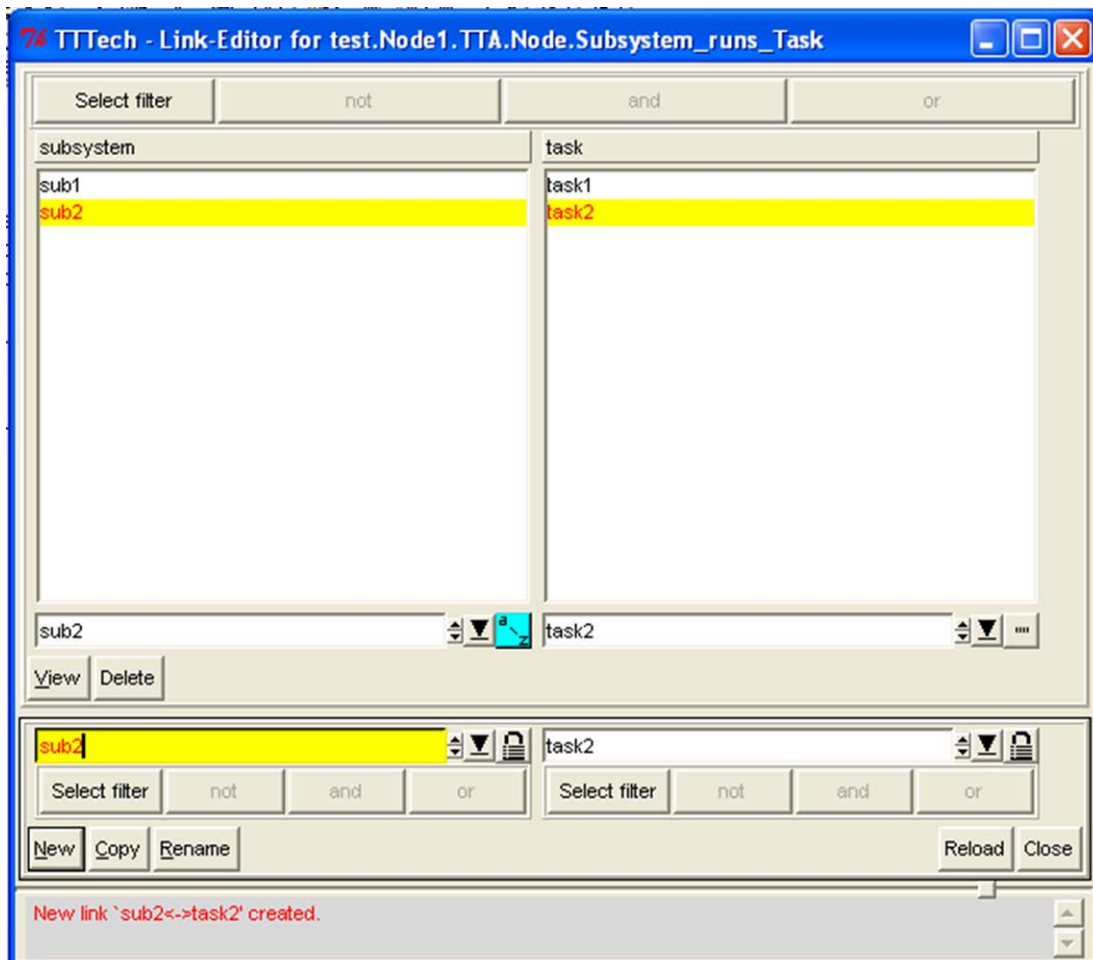 TTTech - Link-Editor for test.Node1.TTA.Node.Subsystem_runs_Task
Select filter not and or
subsystem task
sub1 task1
sub2 task2
sub2 a z task2
View Delete
sub2 task2
Select filter not and or Select filter not and or
New Copy Rename Reload Close
New link `sub2<->task2' created.